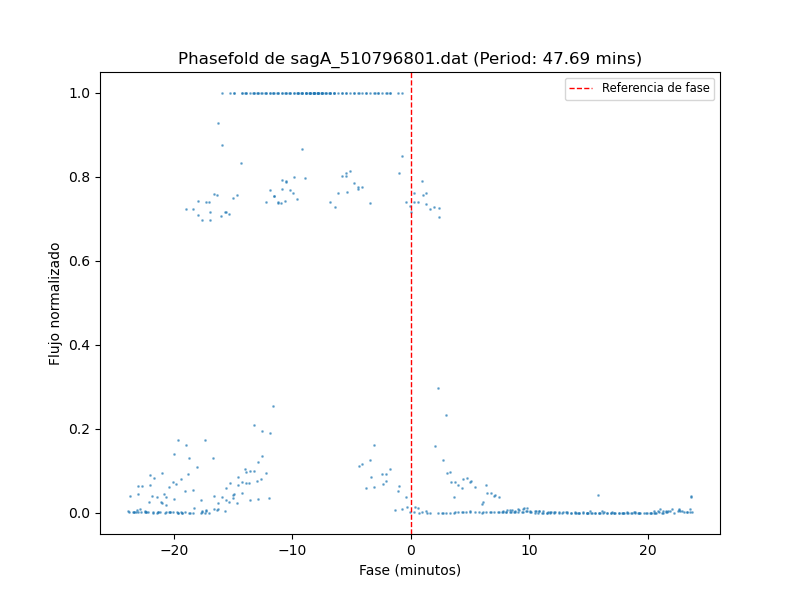 Phasefold de sagA_510796801.dat (Period: 47.69 mins)
Referencia de fase
1.0
0.8
0.6
0.4
0.2
0.0
Flujo normalizado
−20
−10
0
10
20
Fase (minutos)